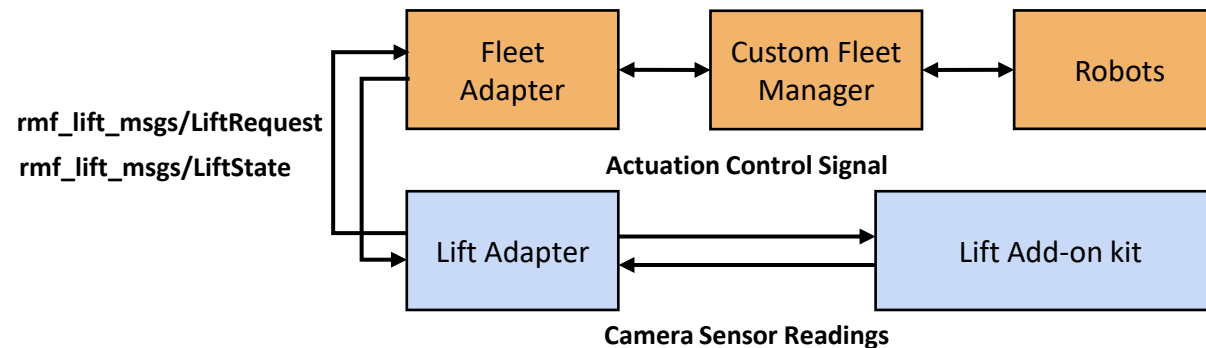 Fleet
Adapter
Custom Fleet
Manager
Robots
rmf_lift_msgs/LiftRequest
rmf_lift_msgs/LiftState
Actuation Control Signal
Lift Adapter
Lift Add-on kit
Camera Sensor Readings